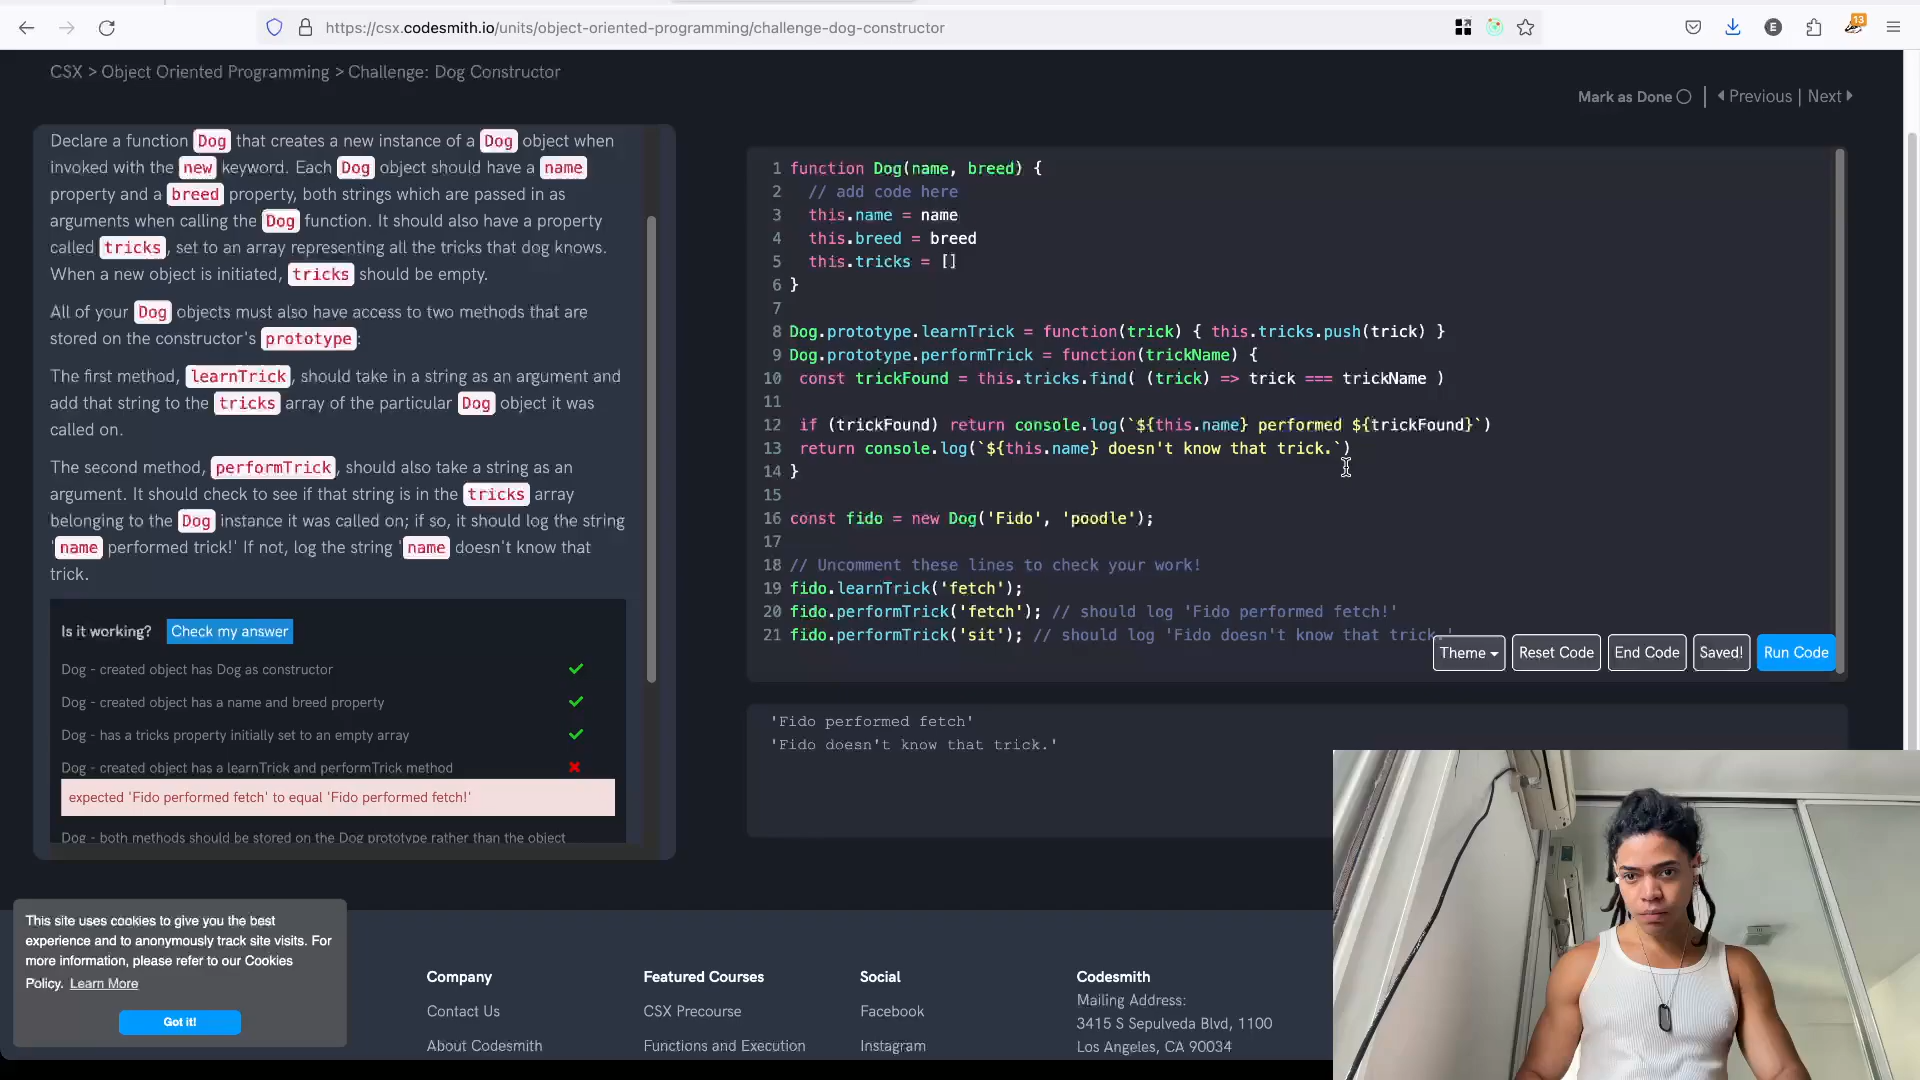 https://csx.codesmith.io/units/object-oriented-programming/challenge-dog-constructor
13
E
CSX > Object Oriented Programming > Challenge: Dog Constructor
Mark as Done
Previous | Next
Declare a function Dog that creates a new instance of a Dog object when
invoked with the new keyword. Each Dog object should have a name
property and a breed property, both strings which are passed in as
arguments when calling the Dog function. It should also have a property
called tricks, set to an array representing all the tricks that dog knows.
When a new object is initiated, tricks should be empty.
All of your Dog objects must also have access to two methods that are
stored on the constructor's prototype:
The first method, learnTrick, should take in a string as an argument and
add that string to the tricks array of the particular Dog object it was
called on.
The second method, performTrick, should also take a string as an
argument. It should check to see if that string is in the tricks array
belonging to the Dog instance it was called on; if so, it should log the string
'name performed trick!' If not, log the string 'name doesn't know that
trick.
Is it working? Check my answer
Dog - created object has Dog as constructor
Dog - created object has a name and breed property
Dog - has a tricks property initially set to an empty array
Dog - created object has a learnTrick and performTrick method
expected 'Fido performed fetch' to equal 'Fido performed fetch!'
Dog - both methods should be stored on the Dog prototype rather than the object
1 function Dog(name, breed) {
2 // add code here
3 this.name = name
4 this.breed = breed
5 this.tricks = []
6 }
7
8 Dog.prototype.learnTrick = function(trick) { this.tricks.push(trick) }
9 Dog.prototype.performTrick = function(trickName) {
10 const trickFound = this.tricks.find( (trick) => trick === trickName )
11
12 if (trickFound) return console.log(`${this.name} performed ${trickFound}`)
13 return console.log(`${this.name} doesn't know that trick.`)
14 }
15
16 const fido = new Dog('Fido', 'poodle');
17
18 // Uncomment these lines to check your work!
19 fido.learnTrick('fetch');
20 fido.performTrick('fetch'); // should log 'Fido performed fetch!'
21 fido.performTrick('sit'); // should log 'Fido doesn't know that trick.'
Theme
Reset Code
End Code
Saved!
Run Code
'Fido performed fetch'
'Fido doesn't know that trick.'
This site uses cookies to give you the best
experience and to anonymously track site visits. For
more information, please refer to our Cookies
Policy. Learn More
Got it!
Company
Contact Us
About Codesmith
Featured Courses
CSX Precourse
Functions and Execution
Social
Facebook
Instagram
Codesmith
Mailing Address:
3415 S Sepulveda Blvd, 1100
Los Angeles, CA 90034